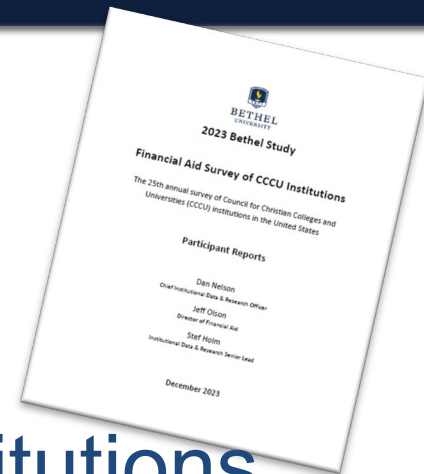 BETHEL
UNIVERSITY
2023 Bethel Study
Financial Aid Survey of CCCU Institutions
The 25th annual survey of Council for Christian Colleges and
Universities (CCCU) institutions in the United States
Participant Reports
Dan Nelson
Chief Institutional Data & Research Officer
Jeff Olson
Director of Financial Aid
Stef Holm
Institutional Data & Research Senior Lead
December 2023